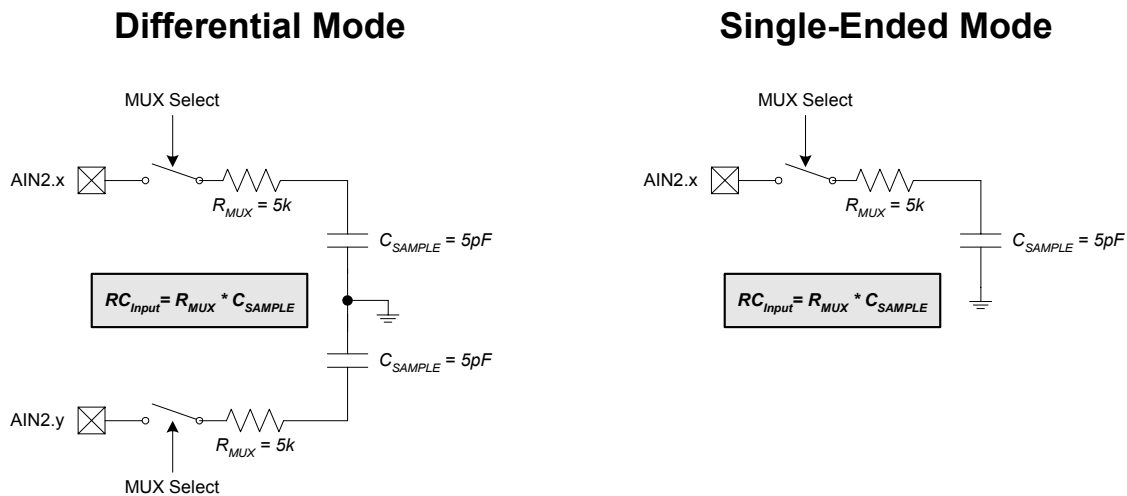 Differential Mode
MUX Select
AIN2.x
R_MUX = 5k
C_SAMPLE = 5pF
RC_Input= R_MUX * C_SAMPLE
C_SAMPLE = 5pF
AIN2.y
R_MUX = 5k
MUX Select
Single-Ended Mode
MUX Select
AIN2.x
R_MUX = 5k
C_SAMPLE = 5pF
RC_Input= R_MUX * C_SAMPLE